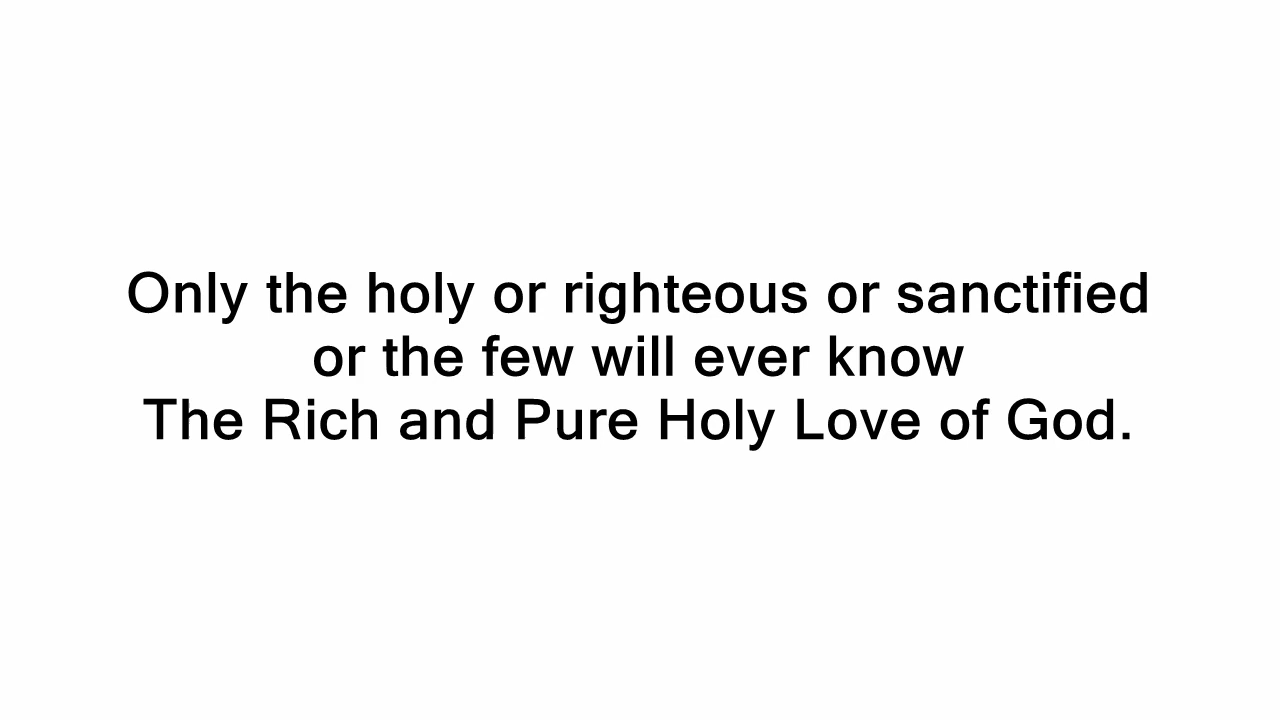 Only the holy or righteous or sanctified
or the few will ever know
The Rich and Pure Holy Love of God.